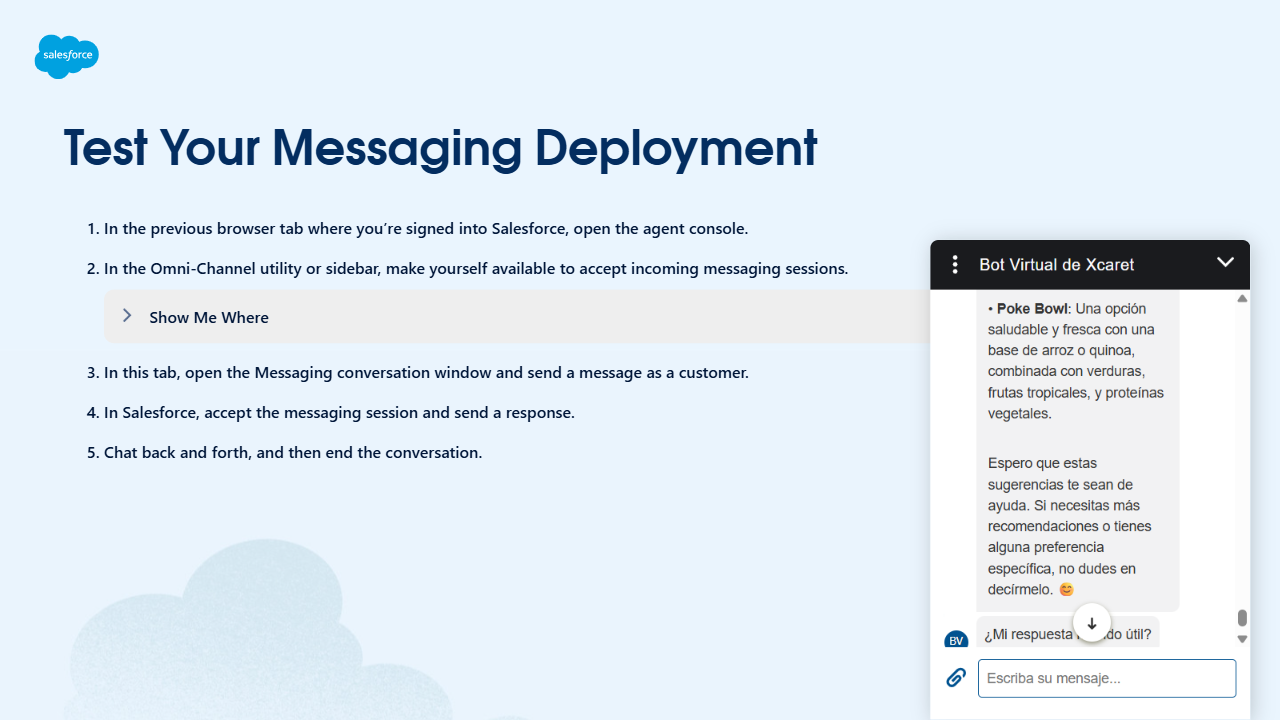 salesforce
Test Your Messaging Deployment
1. In the previous browser tab where you’re signed into Salesforce, open the agent console.
2. In the Omni-Channel utility or sidebar, make yourself available to accept incoming messaging sessions.
Show Me Where
3. In this tab, open the Messaging conversation window and send a message as a customer.
4. In Salesforce, accept the messaging session and send a response.
5. Chat back and forth, and then end the conversation.
Bot Virtual de Xcaret
• Poke Bowl: Una opción
saludable y fresca con una
base de arroz o quinoa,
combinada con verduras,
frutas tropicales, y proteínas
vegetales.
Espero que estas
sugerencias te sean de
ayuda. Si necesitas más
recomendaciones o tienes
alguna preferencia
específica, no dudes en
decírmelo. 😊
BV
¿Mi respuesta útil?
Escriba su mensaje...